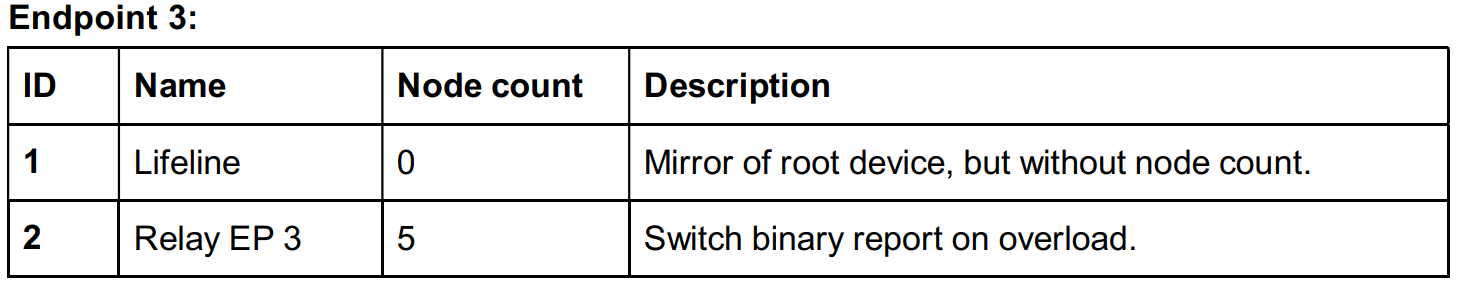 Endpoint 3:
ID Name Node count Description
1 Lifeline 0 Mirror of root device, but without node count.
2 Relay EP 3 5 Switch binary report on overload.